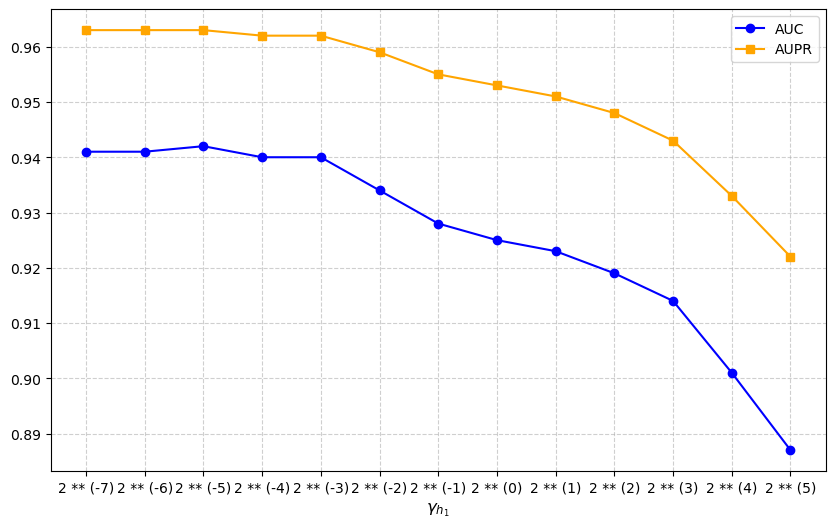 AUC
AUPR
0.96
0.95
0.94
0.93
0.92
0.91
0.90
0.89
2 ** (-7) 2 ** (-6) 2 ** (-5) 2 ** (-4) 2 ** (-3) 2 ** (-2) 2 ** (-1) 2 ** (0) 2 ** (1) 2 ** (2) 2 ** (3) 2 ** (4) 2 ** (5)
γh₁